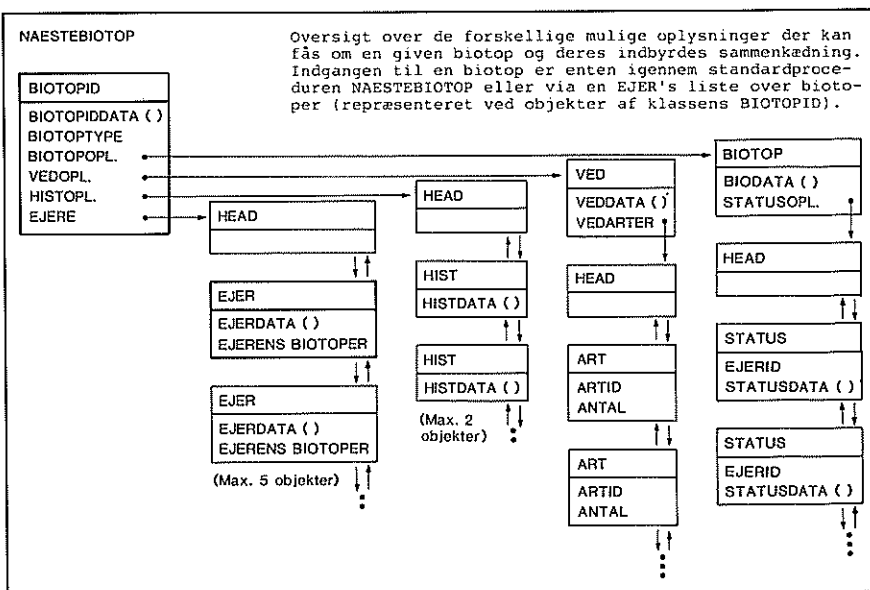 NAESTEBIOTOP
Oversigt over de forskellige mulige oplysninger der kan
fås om en given biotop og deres indbyrdes sammenkædning.
Indgangen til en biotop er enten igennem standardproce-
duren NAESTEBIOTOP eller via en EJER's liste over bioto-
per (repræsenteret ved objekter af klassens BIOTOPID).
BIOTOPID
BIOTOPIDDATA ( )
BIOTOPTYPE
BIOTOPOPL.
VEDOPL.
HISTOPL.
EJERE
HEAD
EJER
EJERDATA ( )
EJERENS BIOTOPER
EJER
EJERDATA ( )
EJERENS BIOTOPER
(Max. 5 objekter)
HEAD
HIST
HISTDATA ( )
HIST
HISTDATA ( )
(Max. 2
objekter)
VED
VEDDATA ( )
VEDARTER
HEAD
ART
ARTID
ANTAL
ART
ARTID
ANTAL
BIOTOP
BIODATA ( )
STATUSOPL.
HEAD
STATUS
EJERID
STATUSDATA ( )
STATUS
EJERID
STATUSDATA ( )